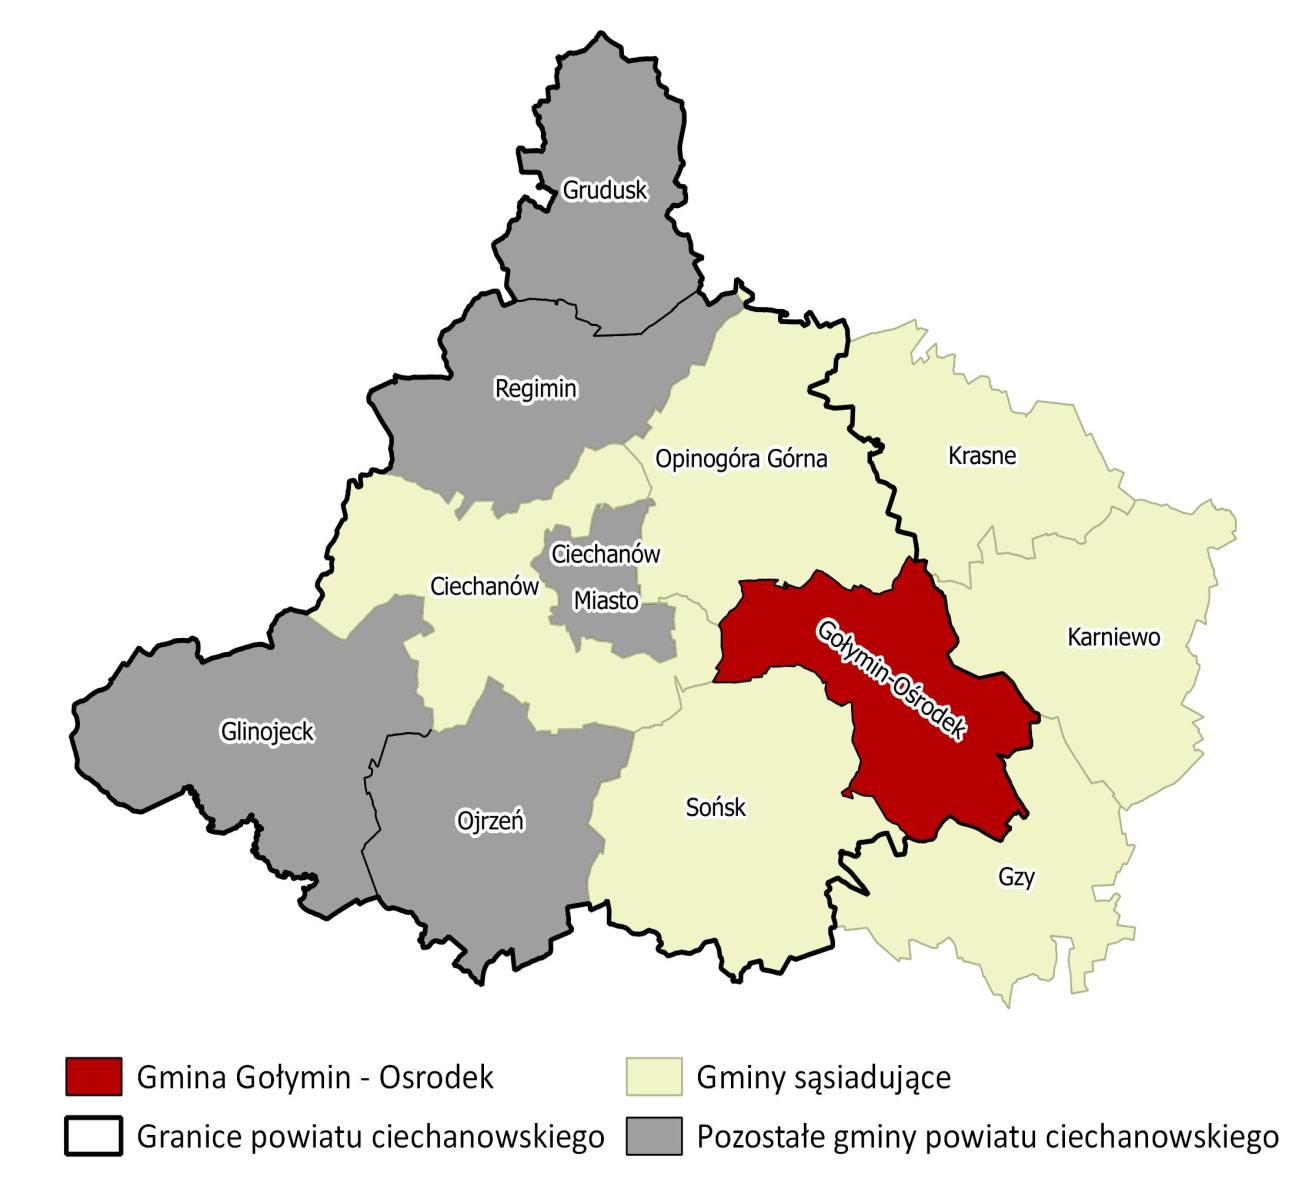 Grudusk
Regimin
Opinogóra Górna
Krasne
Ciechanów
Miasto
Ciechanów
Karniewo
Gołymin-Ośrodek
Glinojeck
Ojrzeń
Sońsk
Gzy
Gmina Gołymin - Osrodek
Gminy sąsiadujące
Granice powiatu ciechanowskiego
Pozostałe gminy powiatu ciechanowskiego